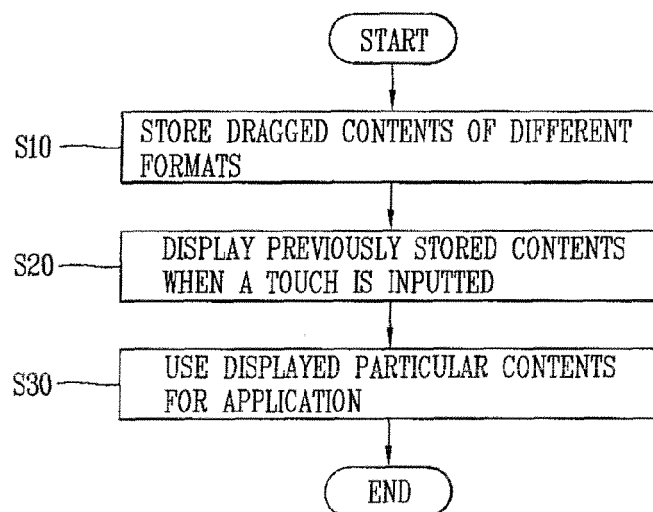 START
S10
STORE DRAGGED CONTENTS OF DIFFERENT
FORMATS
S20
DISPLAY PREVIOUSLY STORED CONTENTS
WHEN A TOUCH IS INPUTTED
S30
USE DISPLAYED PARTICULAR CONTENTS
FOR APPLICATION
END